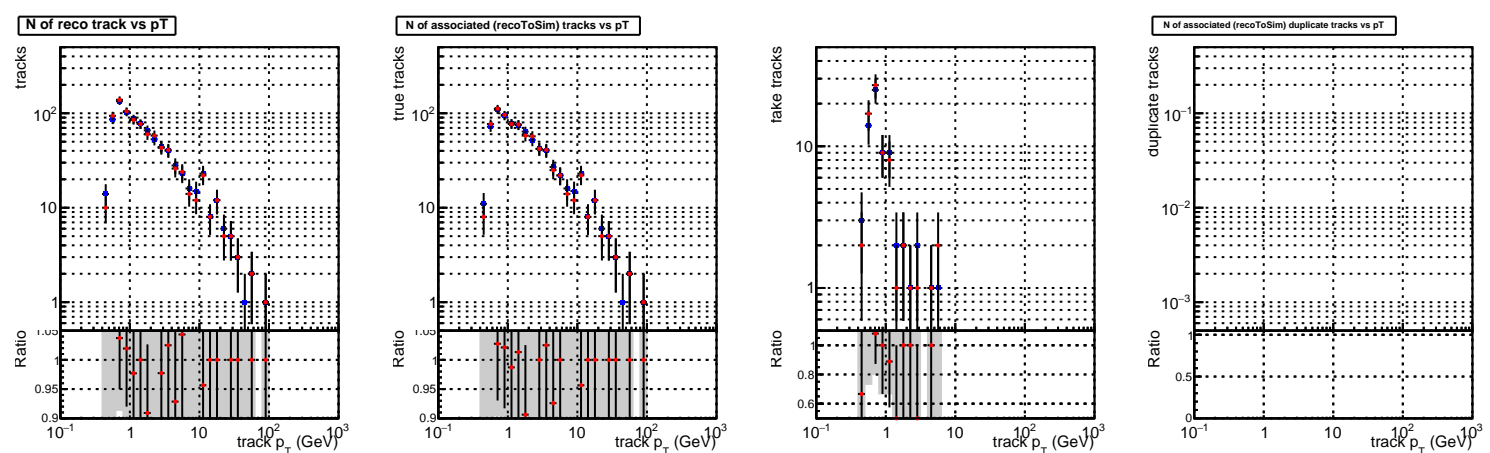 N of reco track vs pT
tracks
10²
10
1
Ratio
1.05
1
0.95
0.9
10⁻¹ 1 10 10² 10³
track p_T (GeV)
N of associated (recoToSim) tracks vs pT
true tracks
10²
10
1
Ratio
1.05
1
0.95
0.9
10⁻¹ 1 10 10² 10³
track p_T (GeV)
fake tracks
10
1
Ratio
1
0.8
0.6
10⁻¹ 1 10 10² 10³
track p_T (GeV)
N of associated (recoToSim) duplicate tracks vs pT
duplicate tracks
10⁻¹
10⁻²
10⁻³
Ratio
1
0.5
0
10⁻¹ 1 10 10² 10³
track p_T (GeV)